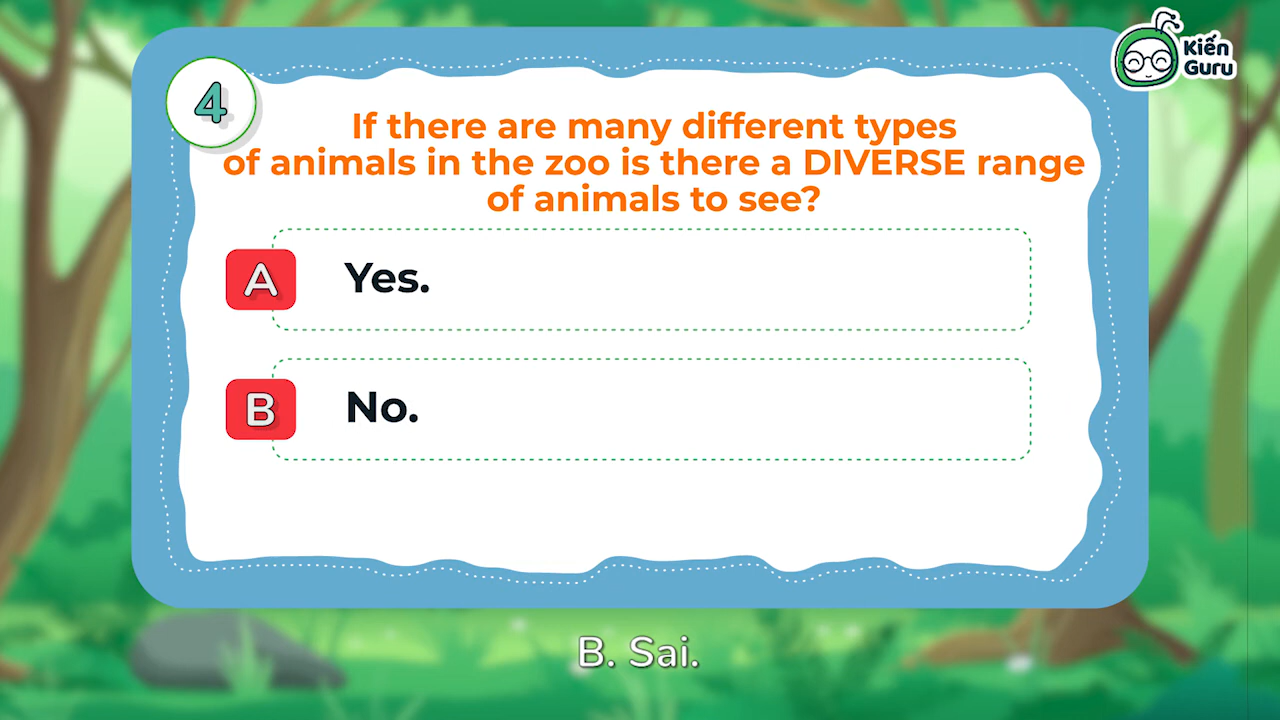 Kiến
Guru
4
If there are many different types
of animals in the zoo is there a DIVERSE range
of animals to see?
A Yes.
B No.
B. Sai.